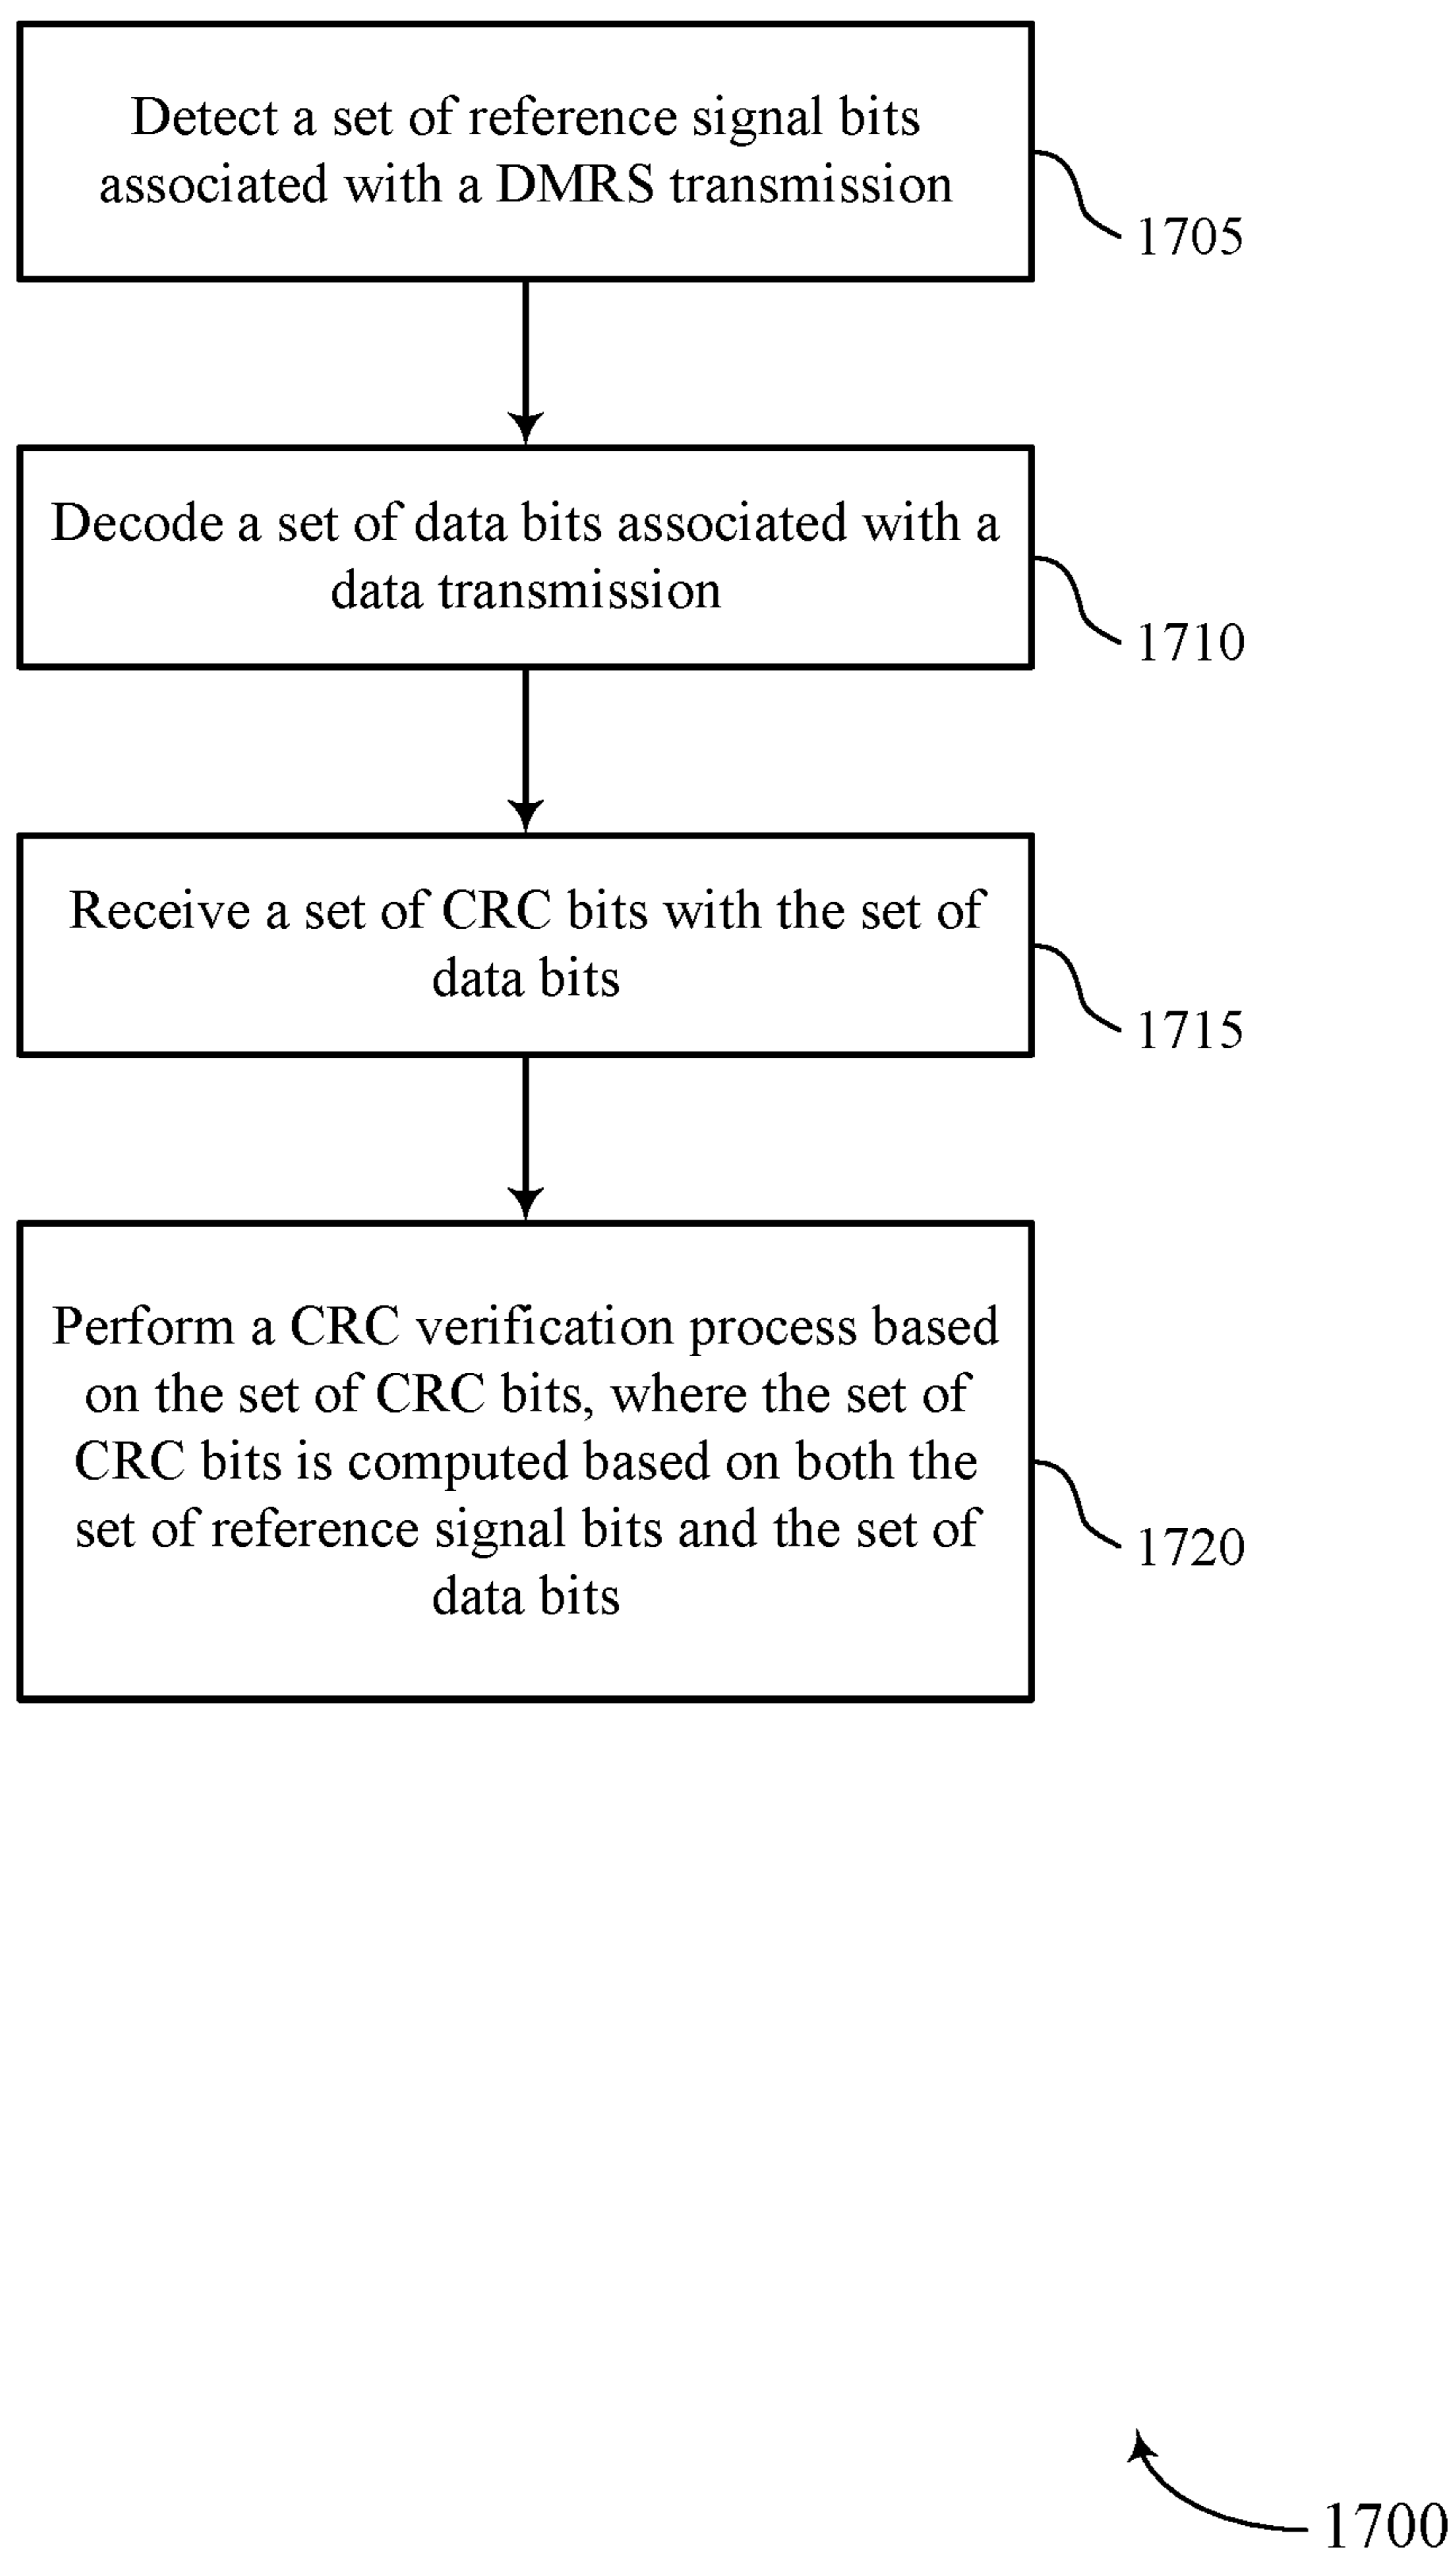 Detect a set of reference signal bits
associated with a DMRS transmission
1705
Decode a set of data bits associated with a
data transmission
1710
Receive a set of CRC bits with the set of
data bits
1715
Perform a CRC verification process based
on the set of CRC bits, where the set of
CRC bits is computed based on both the
set of reference signal bits and the set of
data bits
1720
1700